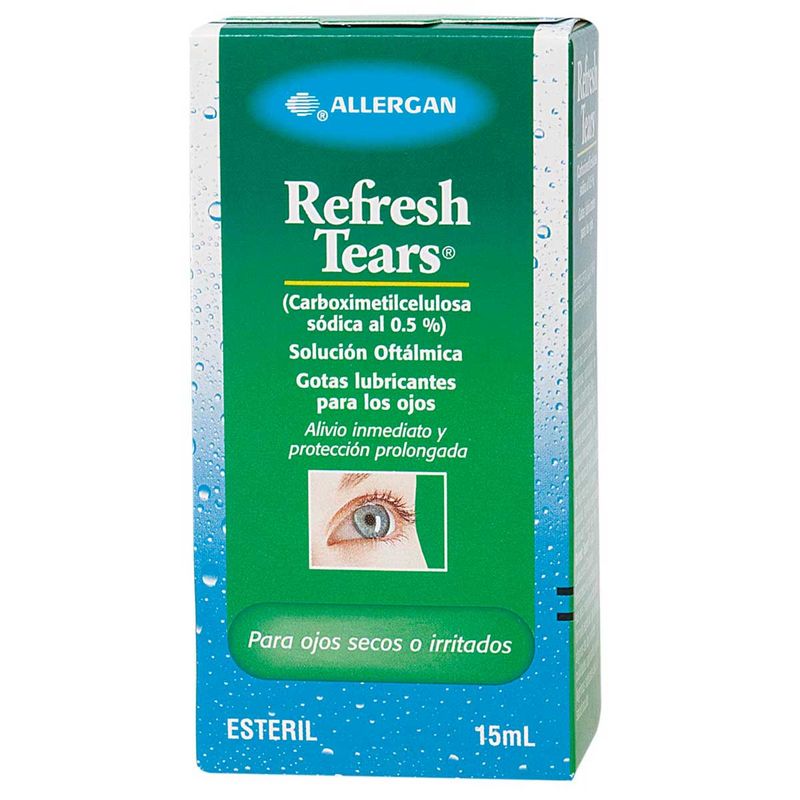 ® ALLERGAN
Refresh
Tears®
(Carboximetilcelulosa
sódica al 0.5 %)
Solución Oftálmica
Gotas lubricantes
para los ojos
Alivio inmediato y
protección prolongada
Para ojos secos o irritados
ESTERIL
15mL
Refresh
Tears